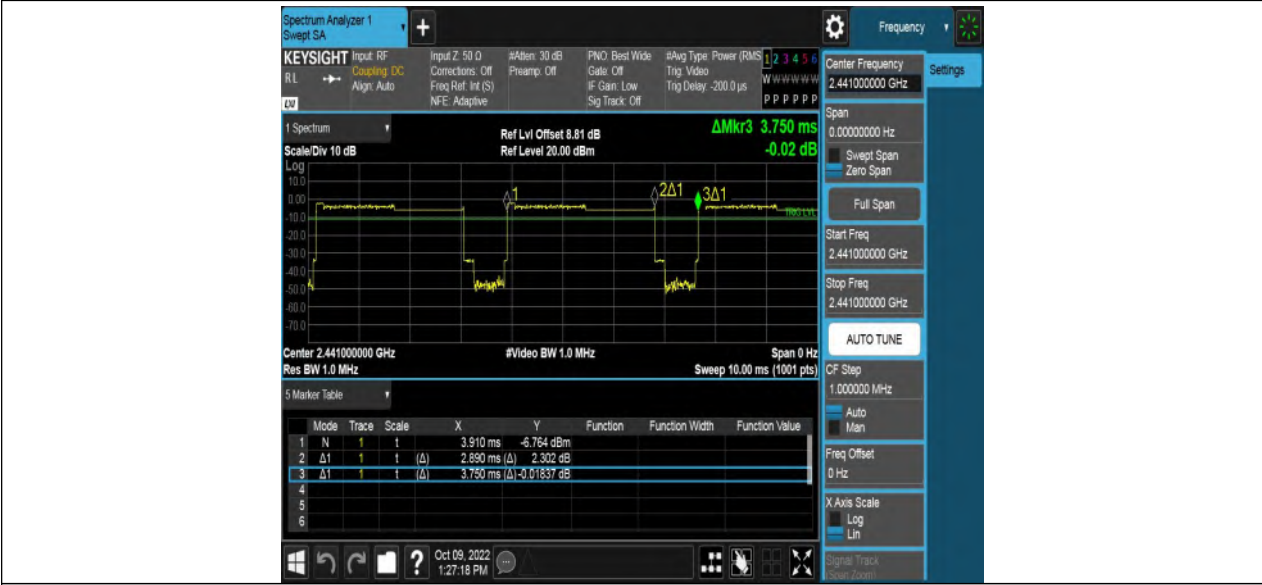 Spectrum Analyzer 1
Swept SA
+
Frequency
KEYSIGHT
RL
LXI
Input: RF
Coupling: DC
Align: Auto
Input Z: 50 Ω
Corrections: Off
Freq Ref: Int (S)
NFE: Adaptive
#Atten: 30 dB
Preamp: Off
PNO: Best Wide
Gate: Off
IF Gain: Low
Sig Track: Off
#Avg Type: Power (RMS
Trig: Video
Trig Delay: -200.0 µs
1 2 3 4 5 6
W W W W W W
P P P P P P
Center Frequency
2.441000000 GHz
Settings
1 Spectrum
Scale/Div 10 dB
Ref Lvl Offset 8.81 dB
Ref Level 20.00 dBm
ΔMkr3 3.750 ms
-0.02 dB
Span
0.00000000 Hz
Swept Span
Zero Span
Full Span
Start Freq
2.441000000 GHz
Stop Freq
2.441000000 GHz
AUTO TUNE
CF Step
1.000000 MHz
Auto
Man
Freq Offset
0 Hz
X Axis Scale
Log
Lin
Signal Track
(Span Zoom)
Log
10.0
0.00
-10.0
-20.0
-30.0
-40.0
-50.0
-60.0
-70.0
1
2Δ1
3Δ1
TRIG LVL
Center 2.441000000 GHz
#Video BW 1.0 MHz
Span 0 Hz
Res BW 1.0 MHz
Sweep 10.00 ms (1001 pts)
5 Marker Table
Mode Trace Scale X Y Function Function Width Function Value
1 N 1 t 3.910 ms -6.764 dBm
2 Δ1 1 t (Δ) 2.890 ms (Δ) 2.302 dB
3 Δ1 1 t (Δ) 3.750 ms (Δ) -0.01837 dB
4
5
6
?
Oct 09, 2022
1:27:18 PM